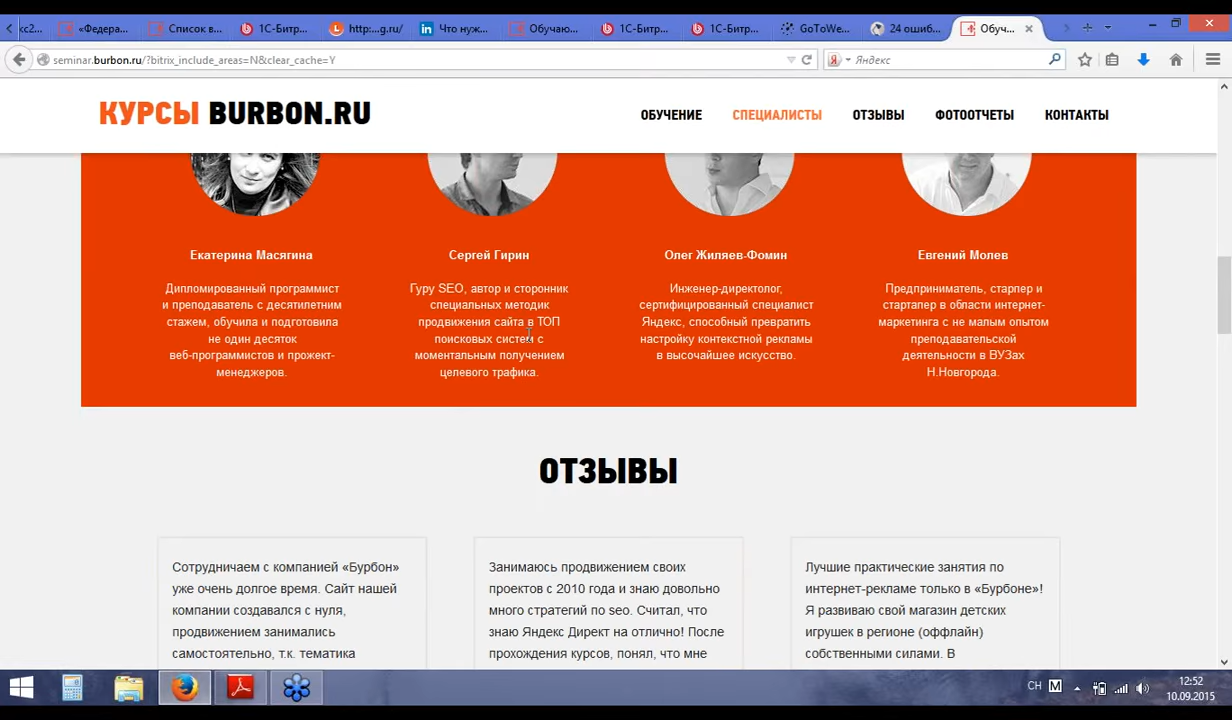 кс2...
«Федера...
Список в...
1С-Битр...
http:...g.ru/
Что нуж...
Обучаю...
1С-Битр...
1С-Битр...
GoToWe...
24 ошиб...
Обуч...
seminar.burbon.ru/?bitrix_include_areas=N&clear_cache=Y
Яндекс
КУРСЫ BURBON.RU
ОБУЧЕНИЕ
СПЕЦИАЛИСТЫ
ОТЗЫВЫ
ФОТООТЧЕТЫ
КОНТАКТЫ
Екатерина Масягина
Дипломированный программист
и преподаватель с десятилетним
стажем, обучила и подготовила
не один десяток
веб-программистов и прожект-
менеджеров.
Сергей Гирин
Гуру SEO, автор и сторонник
специальных методик
продвижения сайта в ТОП
поисковых систем с
моментальным получением
целевого трафика.
Олег Жиляев-Фомин
Инженер-директолог,
сертифицированный специалист
Яндекс, способный превратить
настройку контекстной рекламы
в высочайшее искусство.
Евгений Молев
Предприниматель, старпер и
стартапер в области интернет-
маркетинга с не малым опытом
преподавательской
деятельности в ВУЗах
Н.Новгорода.
ОТЗЫВЫ
Сотрудничаем с компанией «Бурбон»
уже очень долгое время. Сайт нашей
компании создавался с нуля,
продвижением занимались
самостоятельно, т.к. тематика
Занимаюсь продвижением своих
проектов с 2010 года и знаю довольно
много стратегий по seo. Считал, что
знаю Яндекс Директ на отлично! После
прохождения курсов, понял, что мне
Лучшие практические занятия по
интернет-рекламе только в «Бурбоне»!
Я развиваю свой магазин детских
игрушек в регионе (оффлайн)
собственными силами. В
CH
M
12:52
10.09.2015